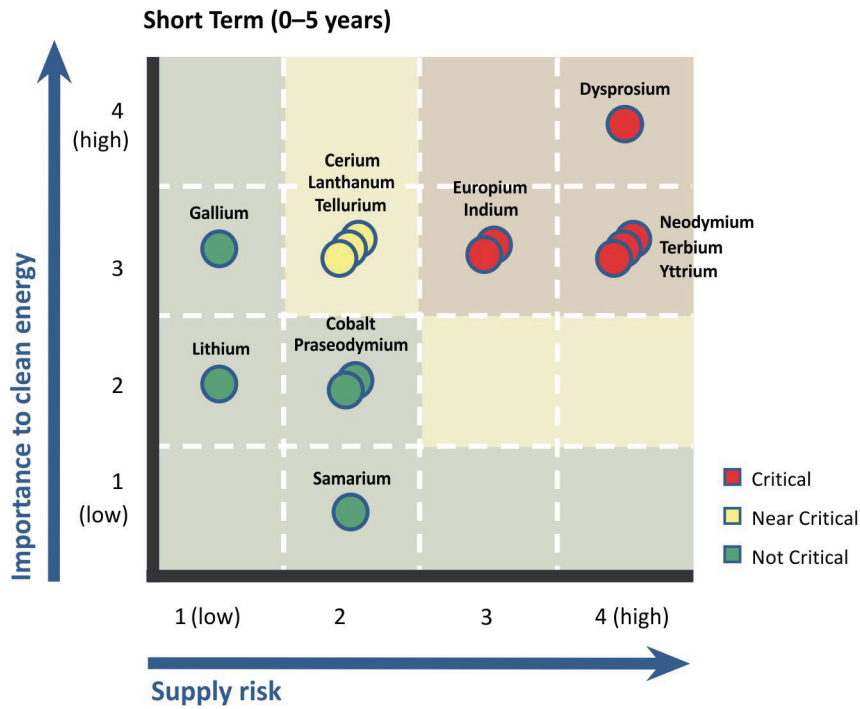 Short Term (0–5 years)
Importance to clean energy
4
(high)
3
2
1
(low)
Dysprosium
Cerium
Lanthanum
Tellurium
Europium
Indium
Gallium
Neodymium
Terbium
Yttrium
Cobalt
Praseodymium
Lithium
Samarium
Critical
Near Critical
Not Critical
1 (low)
2
3
4 (high)
Supply risk